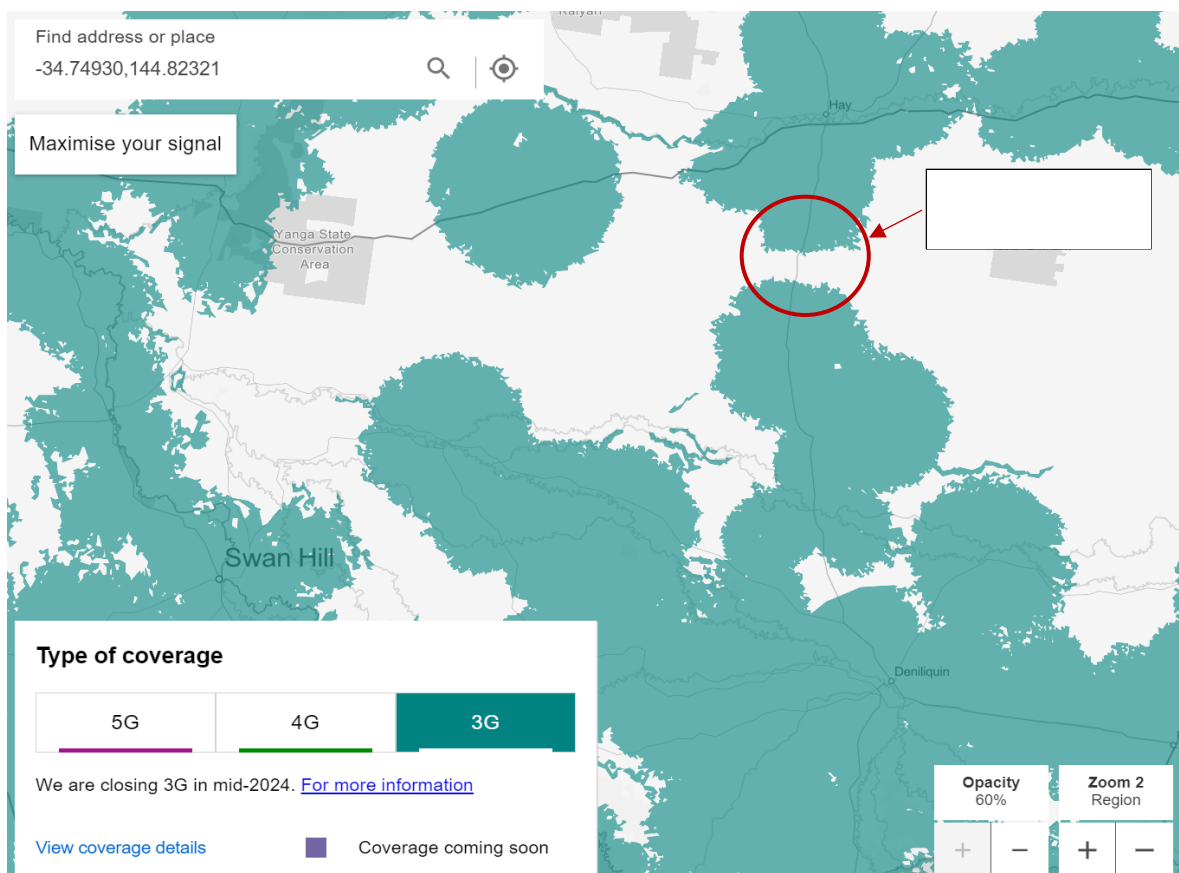 Kalyarr
Find address or place
-34.74930,144.82321
Maximise your signal
Hay
Yanga State
Conservation
Area
Swan Hill
Deniliquin
Type of coverage
5G
4G
3G
We are closing 3G in mid-2024. For more information
View coverage details
Coverage coming soon
Opacity
60%
Zoom 2
Region
+
−
+
−